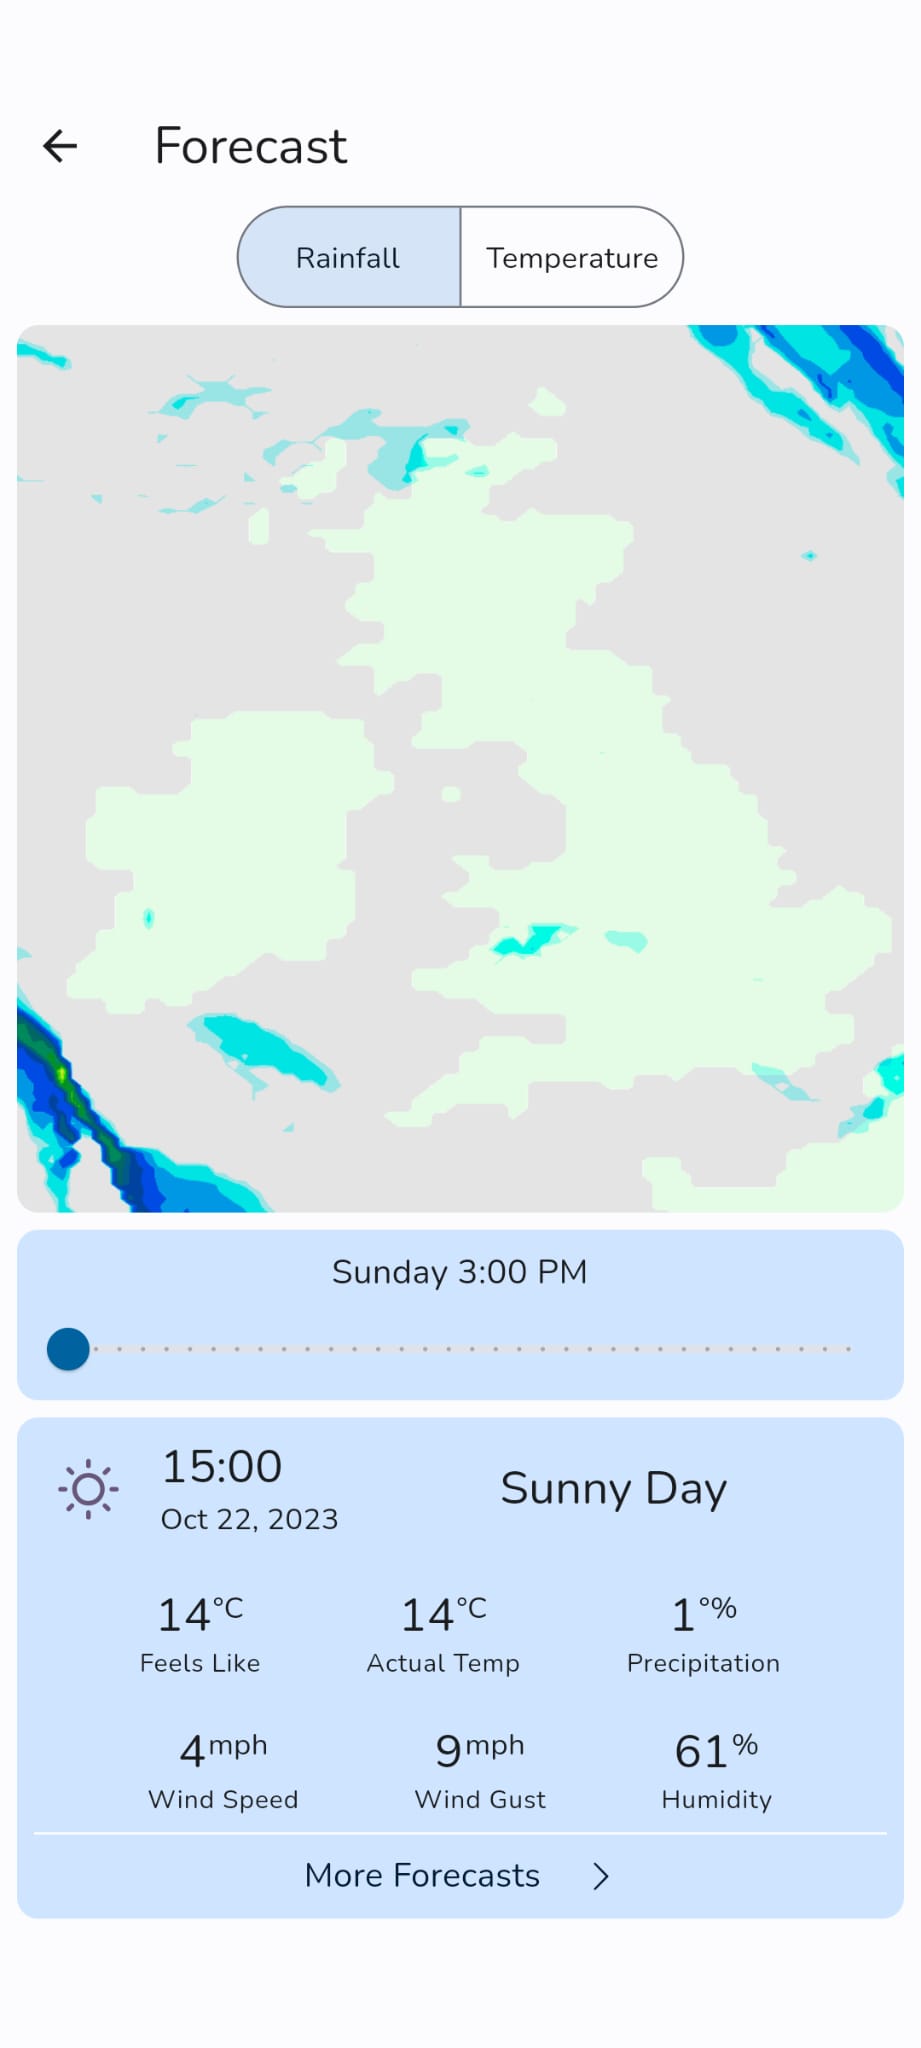 Forecast
Rainfall Temperature
Sunday 3:00 PM
15:00
Oct 22, 2023
Sunny Day
14°C 14°C 1°%
Feels Like Actual Temp Precipitation
4mph 9mph 61%
Wind Speed Wind Gust Humidity
More Forecasts